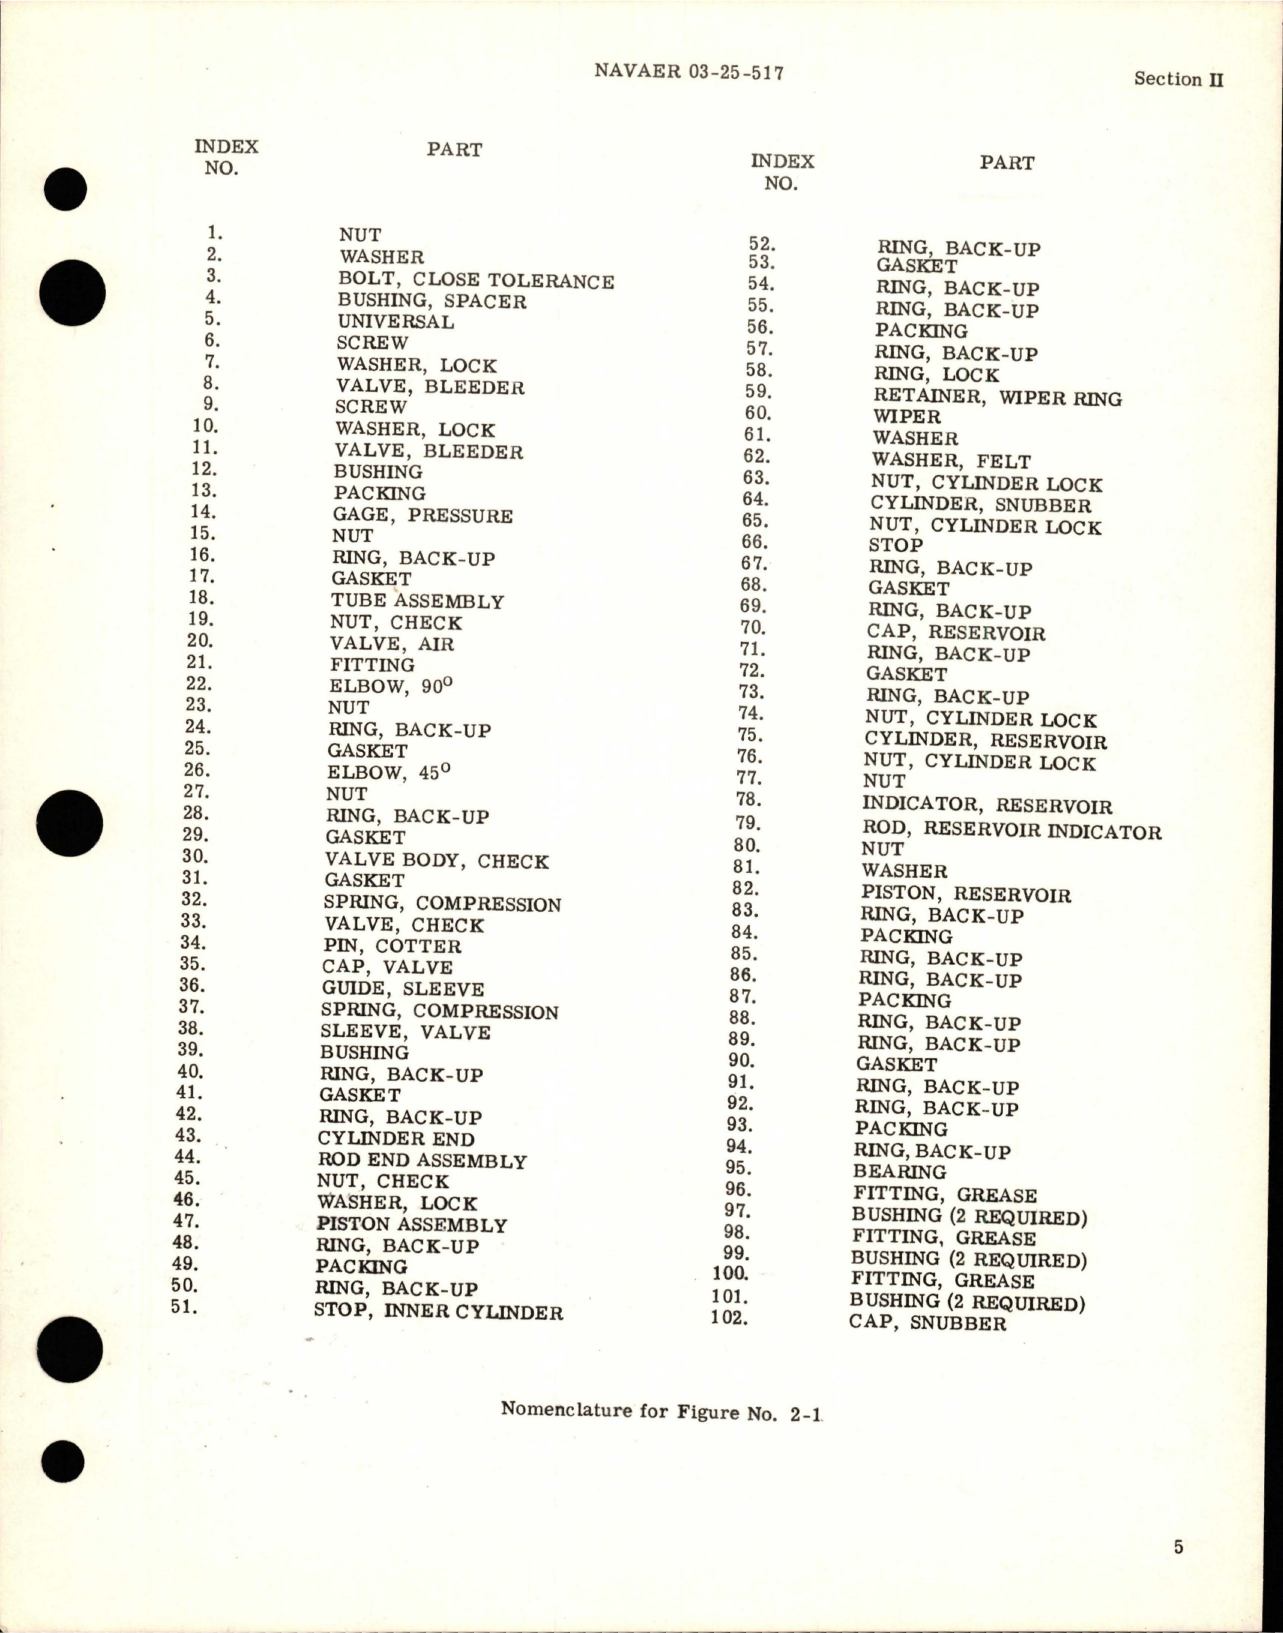 NAVAER 03-25-517
Section II
INDEX NO. PART
1. NUT
2. WASHER
3. BOLT, CLOSE TOLERANCE
4. BUSHING, SPACER
5. UNIVERSAL
6. SCREW
7. WASHER, LOCK
8. VALVE, BLEEDER
9. SCREW
10. WASHER, LOCK
11. VALVE, BLEEDER
12. BUSHING
13. PACKING
14. GAGE, PRESSURE
15. NUT
16. RING, BACK-UP
17. GASKET
18. TUBE ASSEMBLY
19. NUT, CHECK
20. VALVE, AIR
21. FITTING
22. ELBOW, 90°
23. NUT
24. RING, BACK-UP
25. GASKET
26. ELBOW, 45°
27. NUT
28. RING, BACK-UP
29. GASKET
30. VALVE BODY, CHECK
31. GASKET
32. SPRING, COMPRESSION
33. VALVE, CHECK
34. PIN, COTTER
35. CAP, VALVE
36. GUIDE, SLEEVE
37. SPRING, COMPRESSION
38. SLEEVE, VALVE
39. BUSHING
40. RING, BACK-UP
41. GASKET
42. RING, BACK-UP
43. CYLINDER END
44. ROD END ASSEMBLY
45. NUT, CHECK
46. WASHER, LOCK
47. PISTON ASSEMBLY
48. RING, BACK-UP
49. PACKING
50. RING, BACK-UP
51. STOP, INNER CYLINDER
INDEX NO. PART
52. RING, BACK-UP
53. GASKET
54. RING, BACK-UP
55. RING, BACK-UP
56. PACKING
57. RING, BACK-UP
58. RING, LOCK
59. RETAINER, WIPER RING
60. WIPER
61. WASHER
62. WASHER, FELT
63. NUT, CYLINDER LOCK
64. CYLINDER, SNUBBER
65. NUT, CYLINDER LOCK
66. STOP
67. RING, BACK-UP
68. GASKET
69. RING, BACK-UP
70. CAP, RESERVOIR
71. RING, BACK-UP
72. GASKET
73. RING, BACK-UP
74. NUT, CYLINDER LOCK
75. CYLINDER, RESERVOIR
76. NUT, CYLINDER LOCK
77. NUT
78. INDICATOR, RESERVOIR
79. ROD, RESERVOIR INDICATOR
80. NUT
81. WASHER
82. PISTON, RESERVOIR
83. RING, BACK-UP
84. PACKING
85. RING, BACK-UP
86. RING, BACK-UP
87. PACKING
88. RING, BACK-UP
89. RING, BACK-UP
90. GASKET
91. RING, BACK-UP
92. RING, BACK-UP
93. PACKING
94. RING, BACK-UP
95. BEARING
96. FITTING, GREASE
97. BUSHING (2 REQUIRED)
98. FITTING, GREASE
99. BUSHING (2 REQUIRED)
100. FITTING, GREASE
101. BUSHING (2 REQUIRED)
102. CAP, SNUBBER
Nomenclature for Figure No. 2-1
5